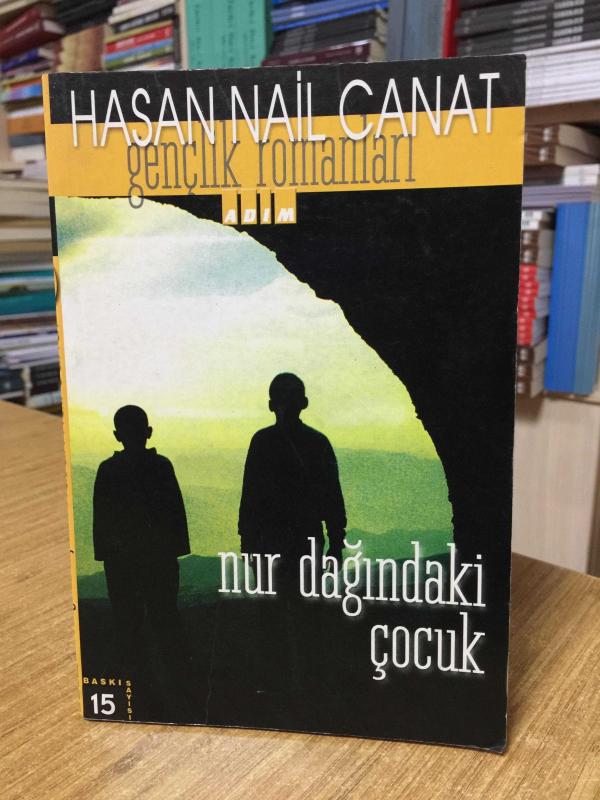 HASAN NAİL CANAT
gençlik romanları
ADIM
nur dağındaki
çocuk
BASKI
SAYISI
15